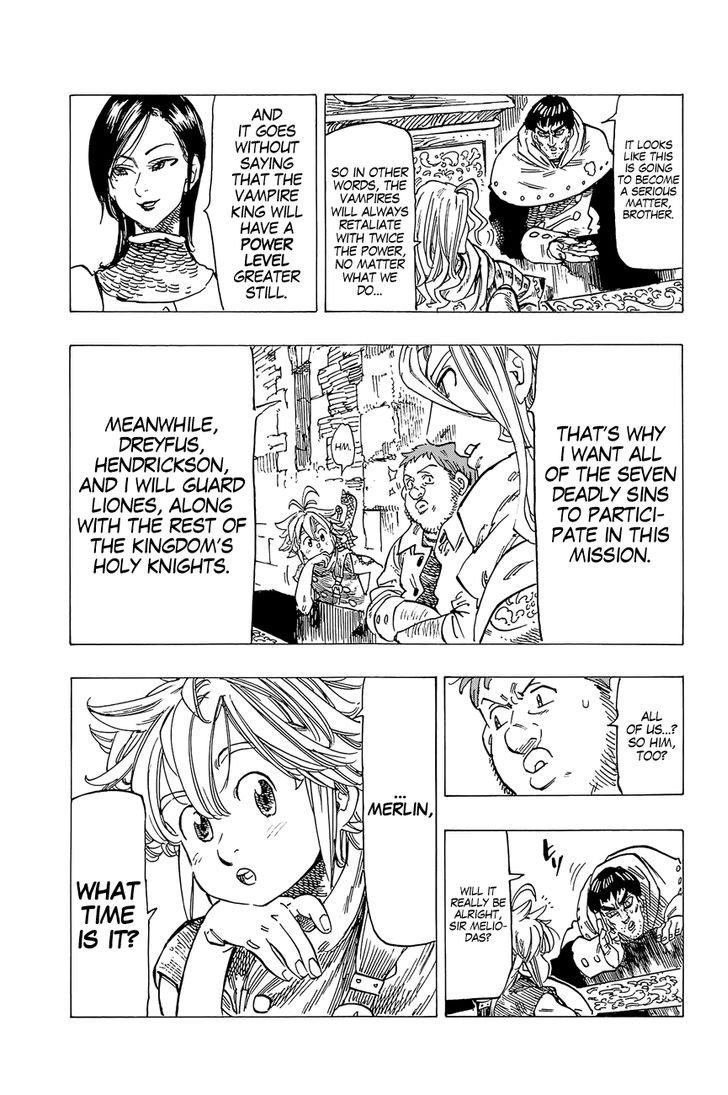 IT LOOKS
LIKE THIS IS
GOING TO
BECOME
A SERIOUS
MATTER,
BROTHER.
SO IN OTHER
WORDS, THE
VAMPIRES
WILL ALWAYS
RETALIATE
WITH TWICE
THE POWER,
NO MATTER
WHAT WE
DO...
AND
IT GOES
WITHOUT
SAYING
THAT THE
VAMPIRE
KING WILL
HAVE A
POWER
LEVEL
GREATER
STILL.
THAT'S WHY
I WANT ALL
OF THE SEVEN
DEADLY SINS
TO PARTICI-
PATE IN THIS
MISSION.
HM.
MEANWHILE,
DREYFUS,
HENDRICKSON,
AND I WILL GUARD
LIONES, ALONG
WITH THE REST OF
THE KINGDOM'S
HOLY KNIGHTS.
ALL
OF US...?
SO HIM,
TOO?
WILL IT
REALLY BE
ALRIGHT,
SIR MELIO-
DAS?
...
MERLIN,
WHAT
TIME
IS IT?